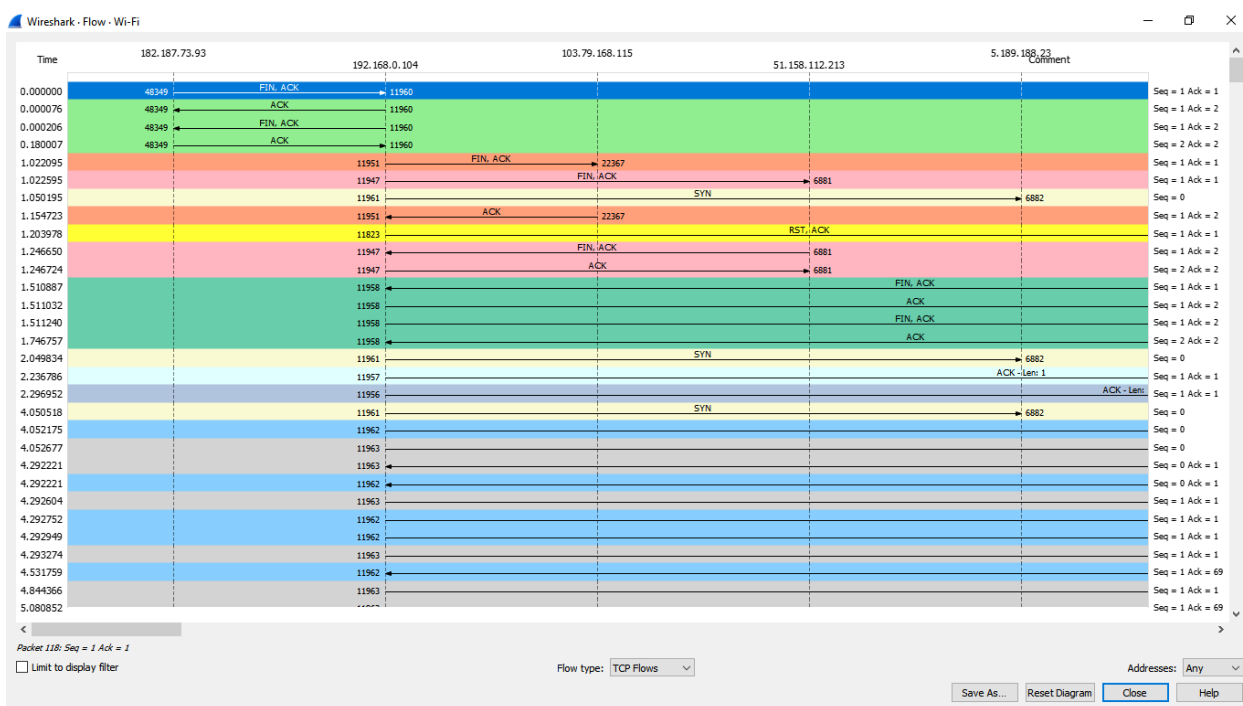 Wireshark · Flow · Wi-Fi
Time 182.187.73.93 192.168.0.104 103.79.168.115 51.158.112.213 5.189.188.23 Comment
0.000000 48349 FIN, ACK 11960 Seq = 1 Ack = 1
0.000076 48349 ACK 11960 Seq = 1 Ack = 2
0.000206 48349 FIN, ACK 11960 Seq = 1 Ack = 2
0.180007 48349 ACK 11960 Seq = 2 Ack = 2
1.022095 11951 FIN, ACK 22367 Seq = 1 Ack = 1
1.022595 11947 FIN, ACK 6881 Seq = 1 Ack = 1
1.050195 11961 SYN 6882 Seq = 0
1.154723 11951 ACK 22367 Seq = 1 Ack = 2
1.203978 11823 RST, ACK Seq = 1 Ack = 1
1.246650 11947 FIN, ACK 6881 Seq = 1 Ack = 2
1.246724 11947 ACK 6881 Seq = 2 Ack = 2
1.510887 11958 FIN, ACK Seq = 1 Ack = 1
1.511032 11958 ACK Seq = 1 Ack = 2
1.511240 11958 FIN, ACK Seq = 1 Ack = 2
1.746757 11958 ACK Seq = 2 Ack = 2
2.049834 11961 SYN 6882 Seq = 0
2.236786 11957 ACK - Len: 1 Seq = 1 Ack = 1
2.296952 11956 ACK - Len: Seq = 1 Ack = 1
4.050518 11961 SYN 6882 Seq = 0
4.052175 11962 Seq = 0
4.052677 11963 Seq = 0
4.292221 11963 Seq = 0 Ack = 1
4.292221 11962 Seq = 0 Ack = 1
4.292604 11963 Seq = 1 Ack = 1
4.292752 11962 Seq = 1 Ack = 1
4.292949 11962 Seq = 1 Ack = 1
4.293274 11963 Seq = 1 Ack = 1
4.531759 11962 Seq = 1 Ack = 69
4.844366 11963 Seq = 1 Ack = 1
5.080852 Seq = 1 Ack = 69
Packet 118: Seq = 1 Ack = 1
Limit to display filter Flow type: TCP Flows Addresses: Any
Save As... Reset Diagram Close Help